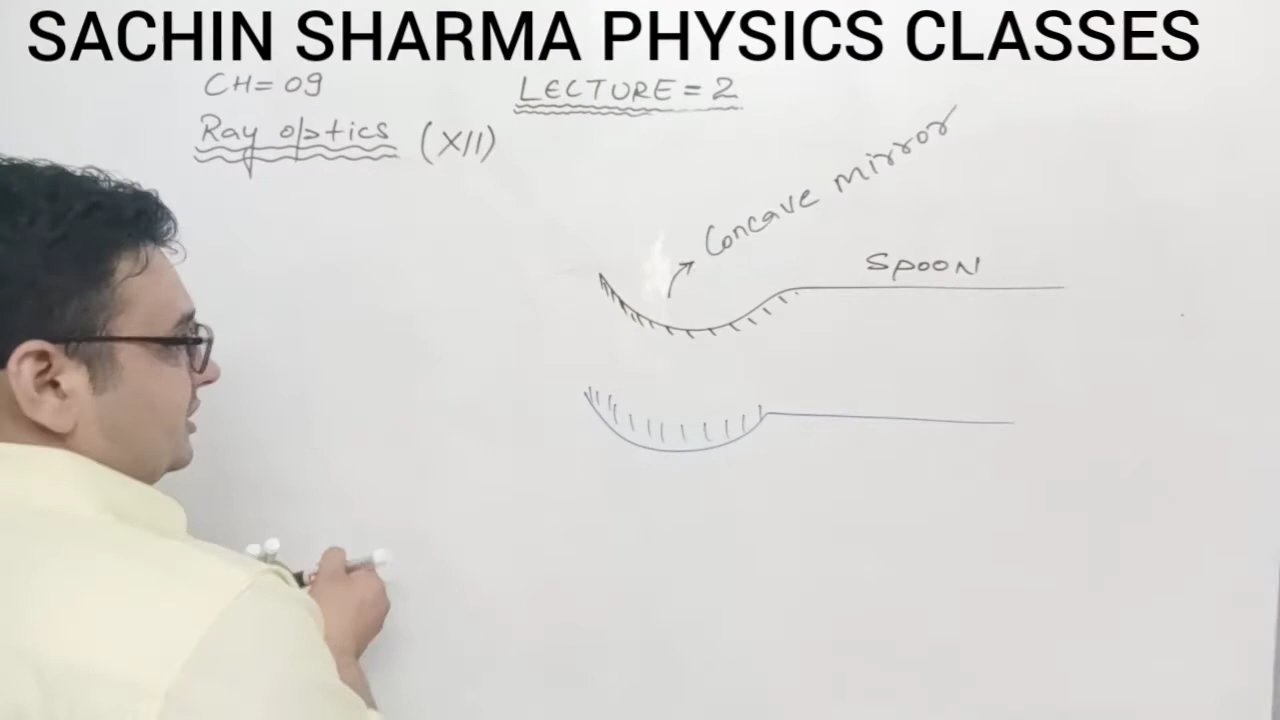 SACHIN SHARMA PHYSICS CLASSES
CH=09
LECTURE=2
Ray optics (XII)
Concave mirror
SPOON